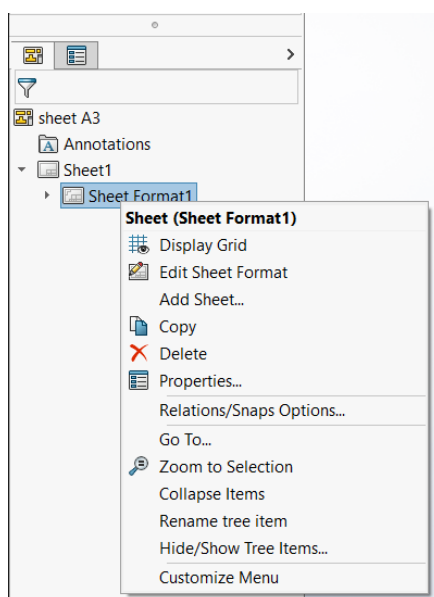 sheet A3
A Annotations
Sheet1
Sheet Format1
Sheet (Sheet Format1)
Display Grid
Edit Sheet Format
Add Sheet...
Copy
Delete
Properties...
Relations/Snaps Options...
Go To...
Zoom to Selection
Collapse Items
Rename tree item
Hide/Show Tree Items...
Customize Menu